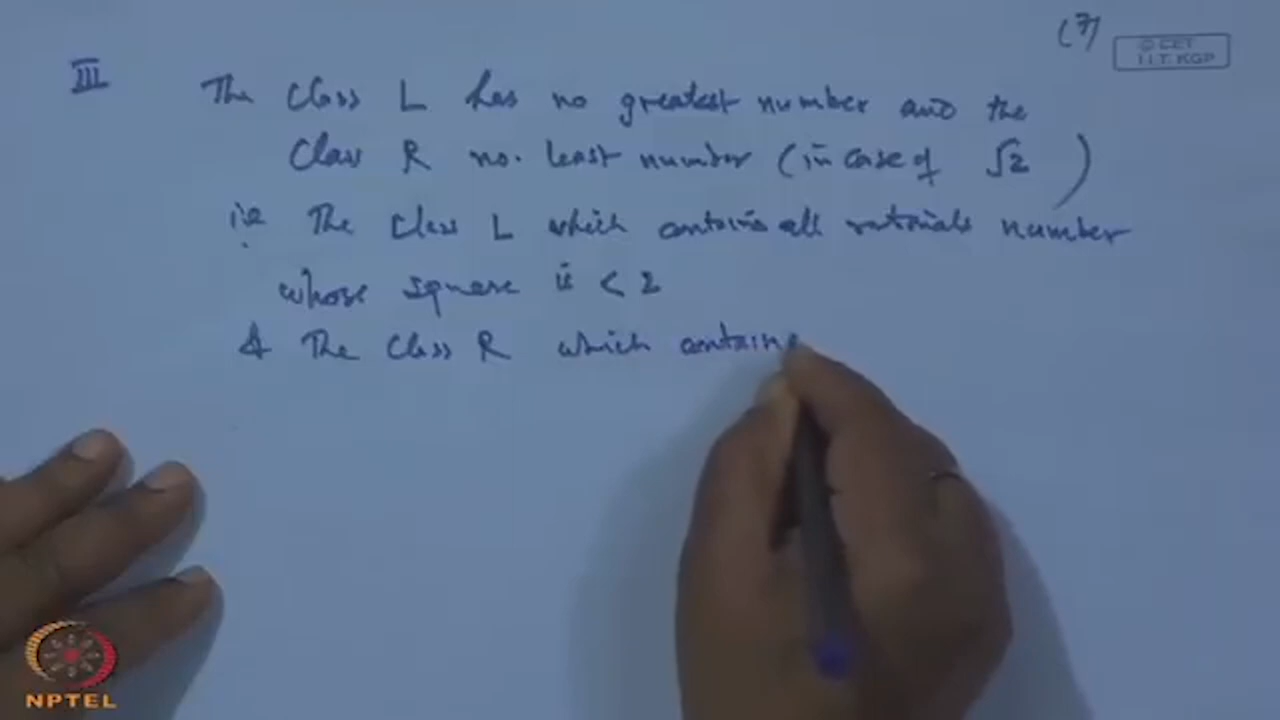 (7)
© CET
I.I.T. KGP
III The Class L has no greatest number and the
Class R no. least number (in case of √2 )
i.e The Class L which contains all rationals number
whose square is < 2
& The Class R which contains
NPTEL